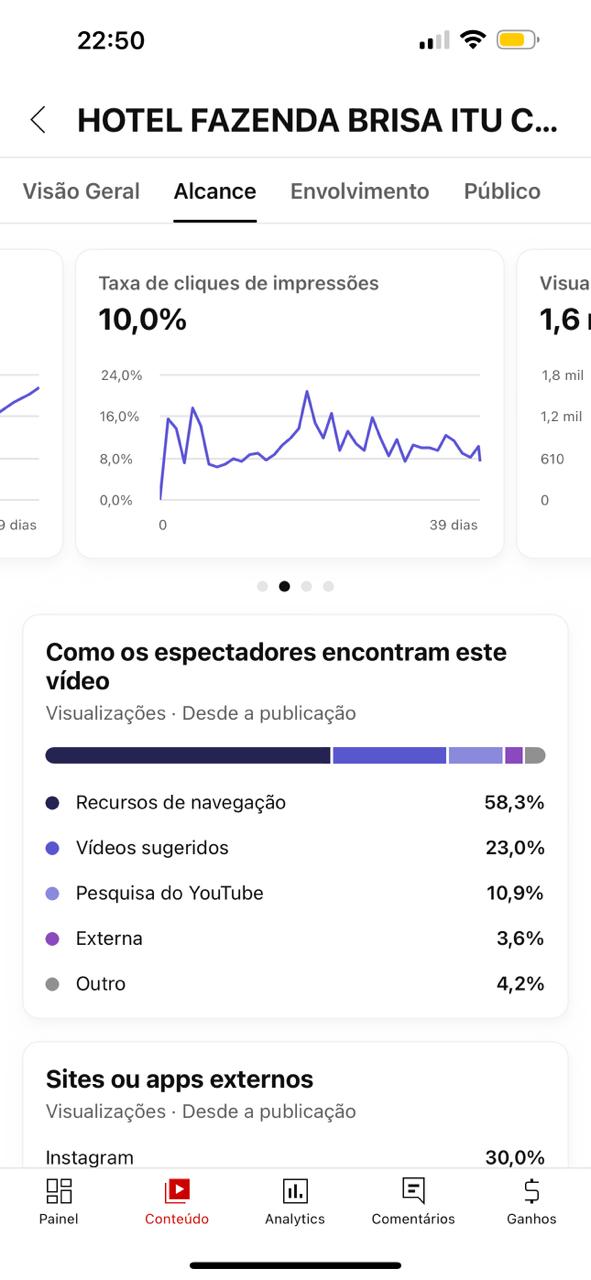 22:50
HOTEL FAZENDA BRISA ITU C...
Visão Geral
Alcance
Envolvimento
Público
Taxa de cliques de impressões
10,0%
24,0%
16,0%
8,0%
0,0%
0
39 dias
9 dias
Visua
1,6
1,8 mil
1,2 mil
610
0
Como os espectadores encontram este
vídeo
Visualizações · Desde a publicação
Recursos de navegação 58,3%
Vídeos sugeridos 23,0%
Pesquisa do YouTube 10,9%
Externa 3,6%
Outro 4,2%
Sites ou apps externos
Visualizações · Desde a publicação
Instagram 30,0%
Painel
Conteúdo
Analytics
Comentários
Ganhos